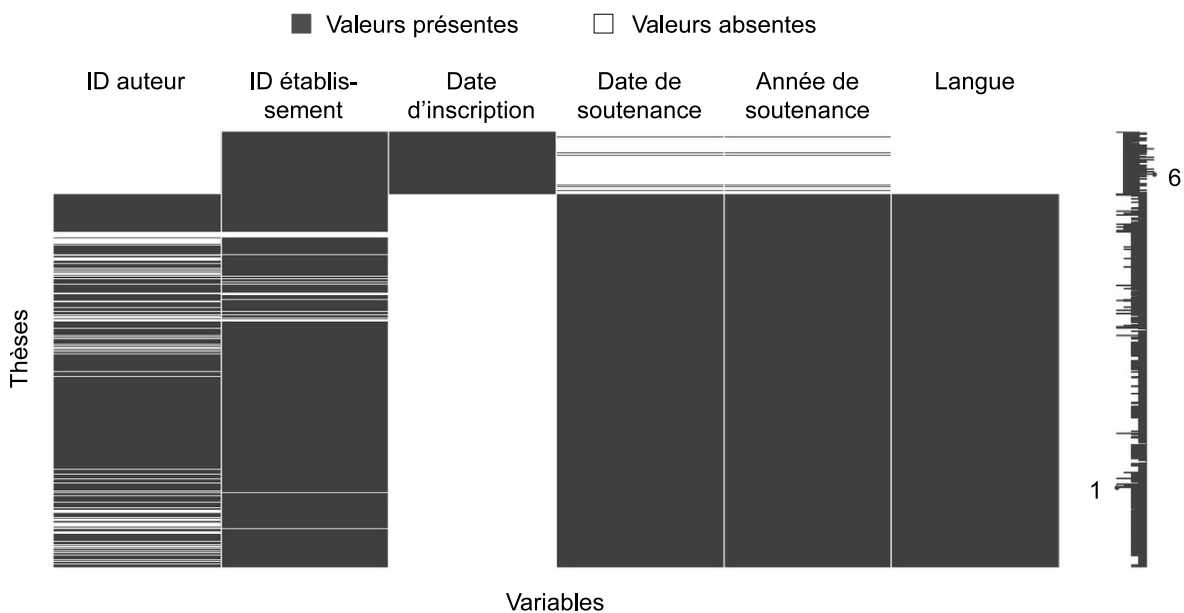 Valeurs présentes
Valeurs absentes
ID auteur
ID établis-
sement
Date
d'inscription
Date de
soutenance
Année de
soutenance
Langue
6
Thèses
1
Variables